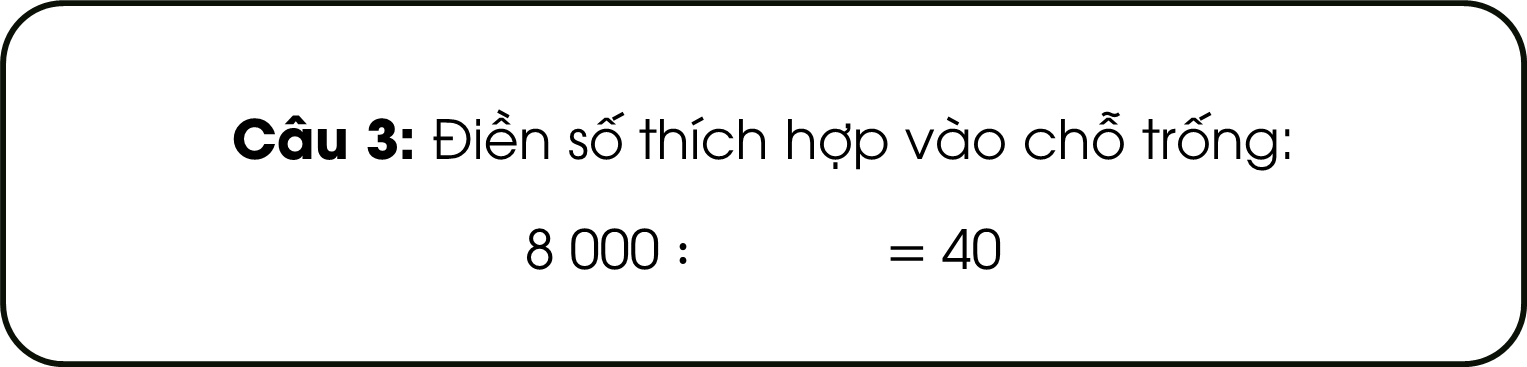 Câu 3: Điền số thích hợp vào chỗ trống:
8 000 : = 40